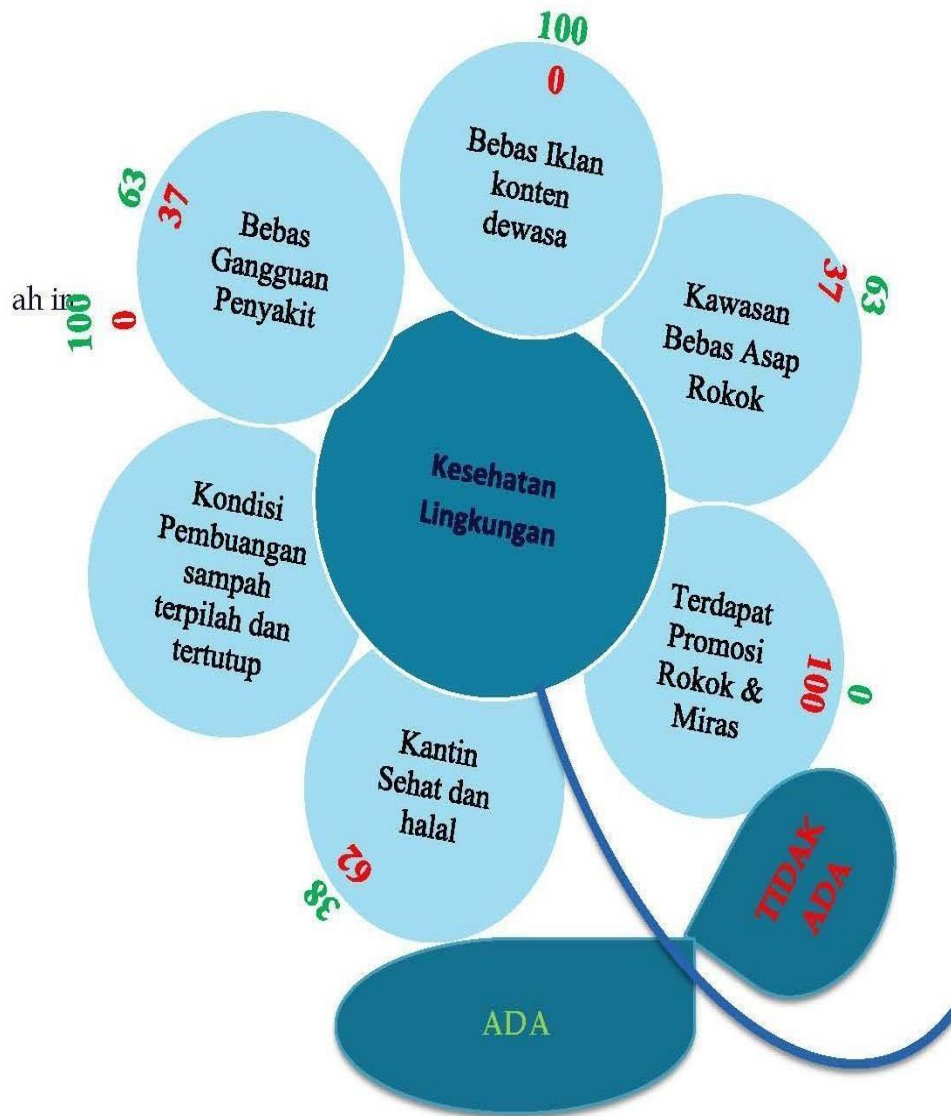 100
0
Bebas Iklan
konten
dewasa
63
37
Bebas
Gangguan
Penyakit
63
37
Kawasan
Bebas Asap
Rokok
ah in
100
0
Kesehatan
Lingkungan
Kondisi
Pembuangan
sampah
terpilah dan
tertutup
Terdapat
Promosi
Rokok &
Miras
100
0
Kantin
Sehat dan
halal
62
38
TIDAK
ADA
ADA